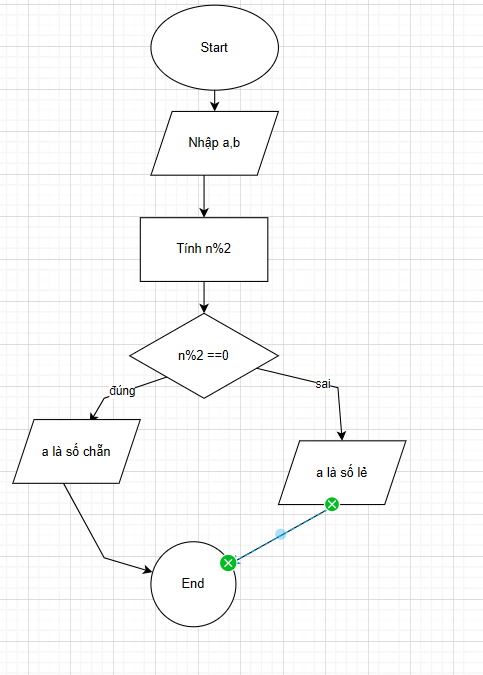 Start
Nhập a,b
Tính n%2
n%2 ==0
đúng
sai
a là số chẵn
a là số lẻ
End